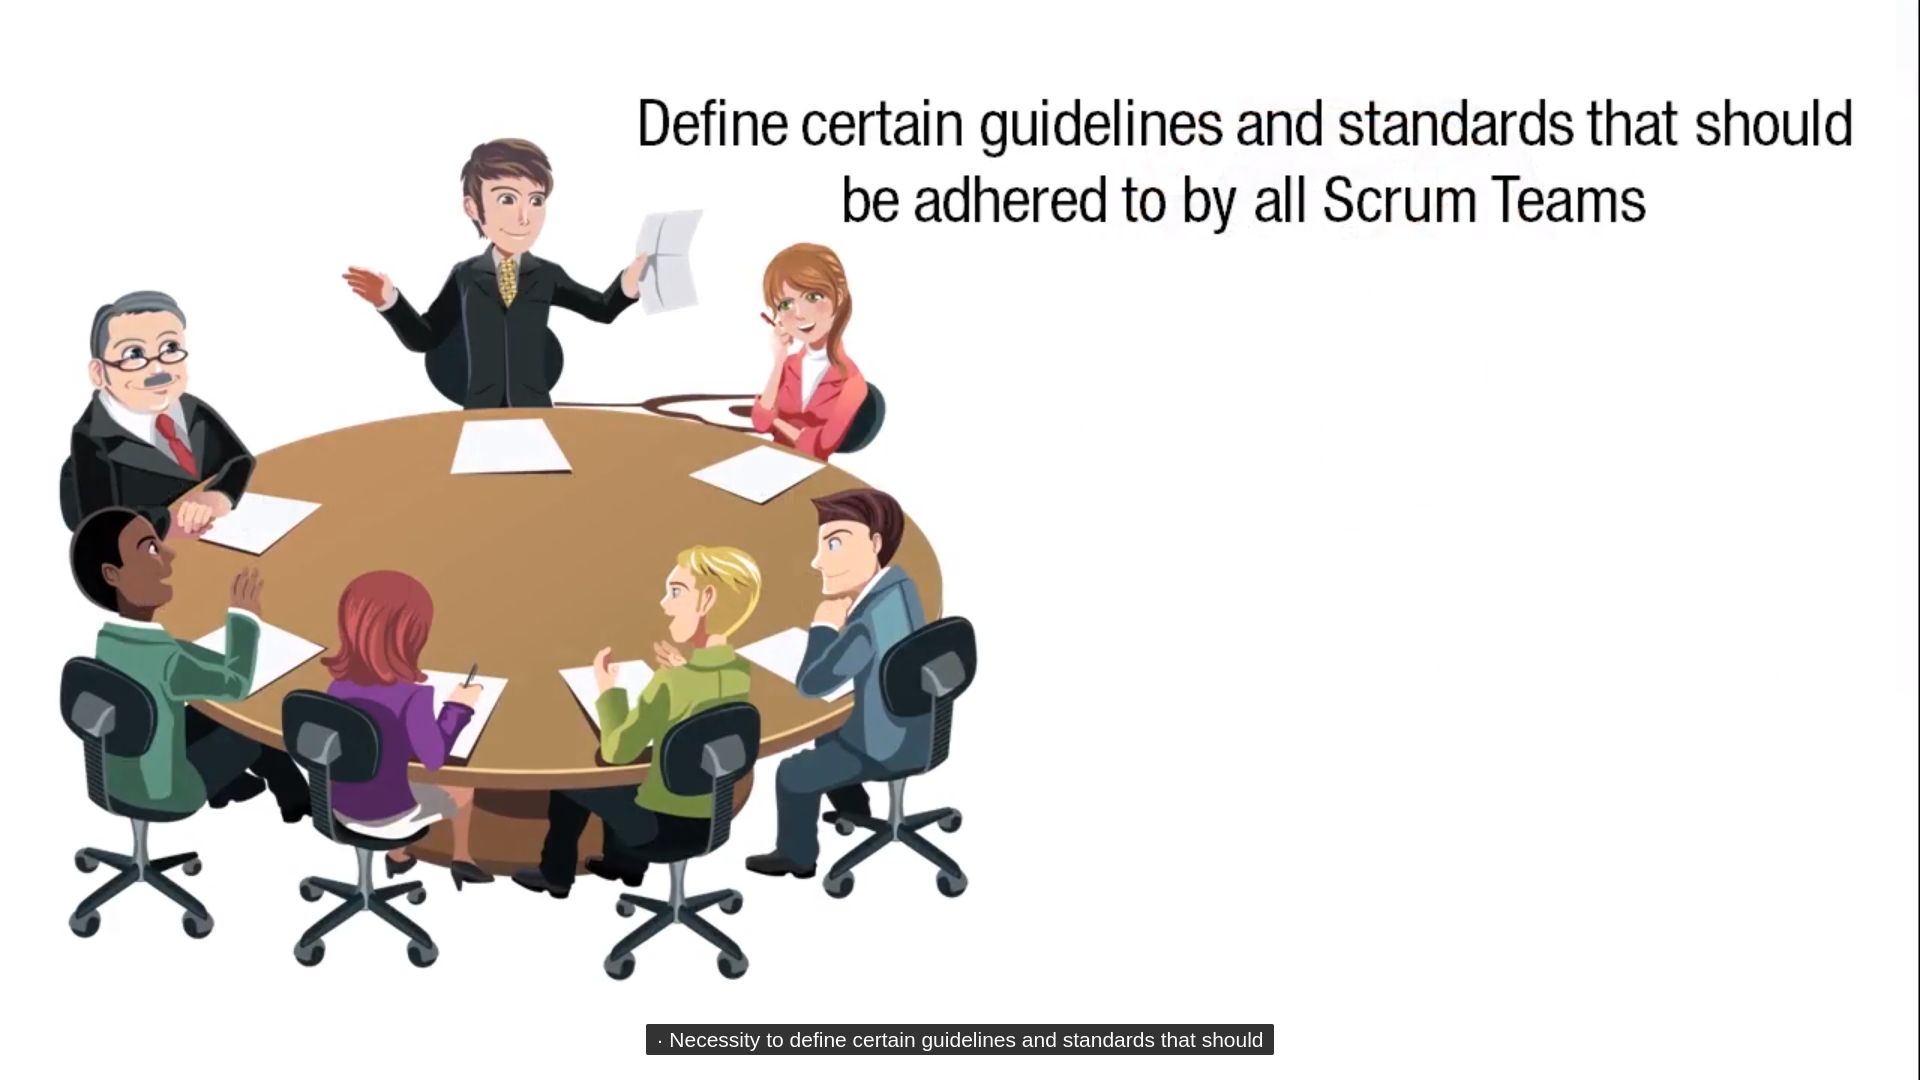 Define certain guidelines and standards that should
be adhered to by all Scrum Teams
· Necessity to define certain guidelines and standards that should